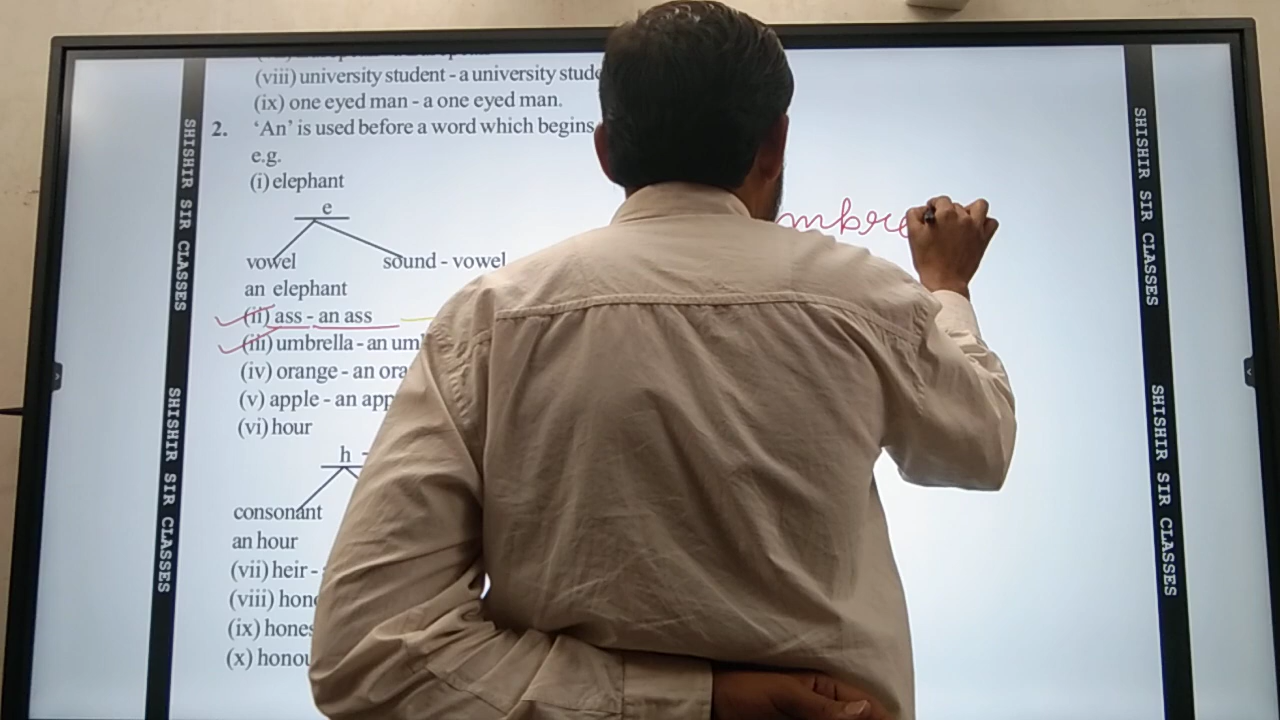 (viii) university student - a university stude
(ix) one eyed man - a one eyed man.
2. ‘An’ is used before a word which begins
e.g.
(i) elephant
e
vowel sound - vowel
an elephant
(ii) ass - an ass
(iii) umbrella - an um
(iv) orange - an ora
(v) apple - an app
(vi) hour
h -
consonant
an hour
(vii) heir -
(viii) hon
(ix) hones
(x) honou
mbre
SHISHIR SIR CLASSES
SHISHIR SIR CLASSES
SHISHIR SIR CLASSES
SHISHIR SIR CLASSES